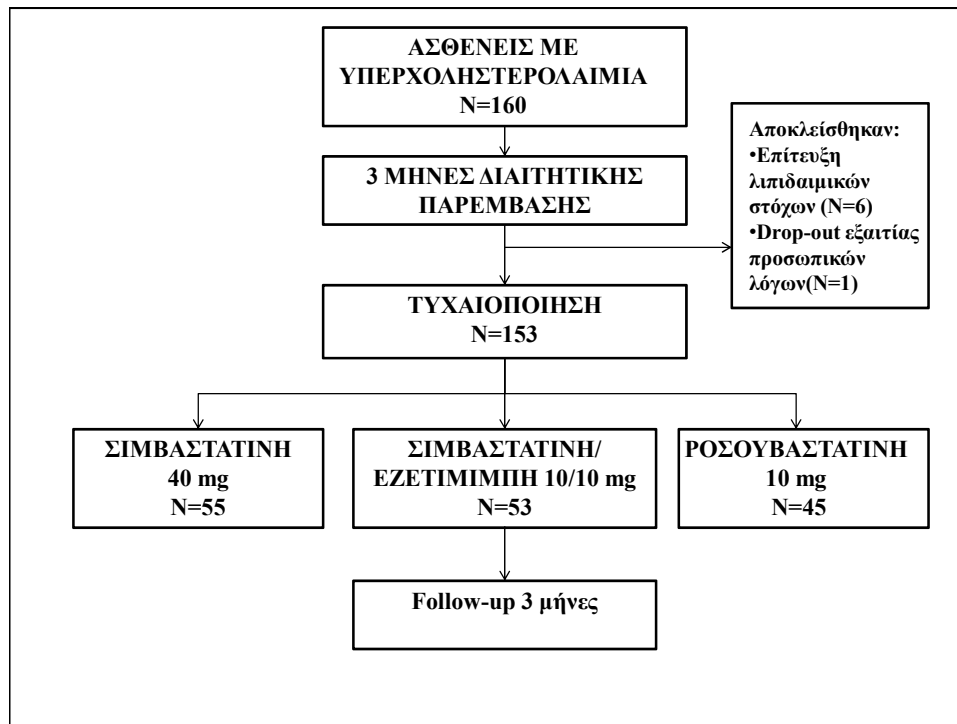 ΑΣΘΕΝΕΙΣ ΜΕ
ΥΠΕΡΧΟΛΗΣΤΕΡΟΛΑΙΜΙΑ
Ν=160
Αποκλείσθηκαν:
•Επίτευξη
λιπιδαιμικών
στόχων (Ν=6)
•Drop-out εξαιτίας
προσωπικών
λόγων(Ν=1)
3 ΜΗΝΕΣ ΔΙΑΙΤΗΤΙΚΗΣ
ΠΑΡΕΜΒΑΣΗΣ
ΤΥΧΑΙΟΠΟΙΗΣΗ
Ν=153
ΣΙΜΒΑΣΤΑΤΙΝΗ
40 mg
Ν=55
ΣΙΜΒΑΣΤΑΤΙΝΗ/
ΕΖΕΤΙΜΙΜΠΗ 10/10 mg
Ν=53
ΡΟΣΟΥΒΑΣΤΑΤΙΝΗ
10 mg
Ν=45
Follow-up 3 μήνες